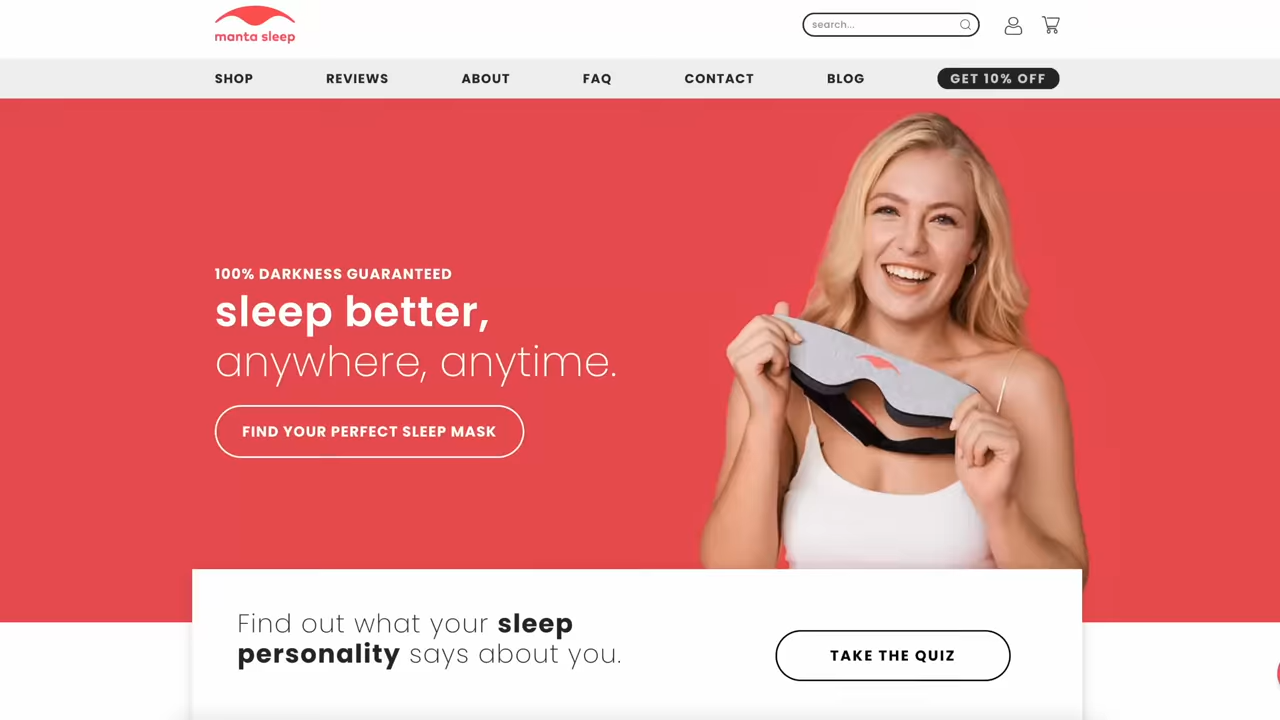 manta sleep
search...
SHOP REVIEWS ABOUT FAQ CONTACT BLOG GET 10% OFF
100% DARKNESS GUARANTEED
sleep better,
anywhere, anytime.
FIND YOUR PERFECT SLEEP MASK
Find out what your sleep
personality says about you.
TAKE THE QUIZ